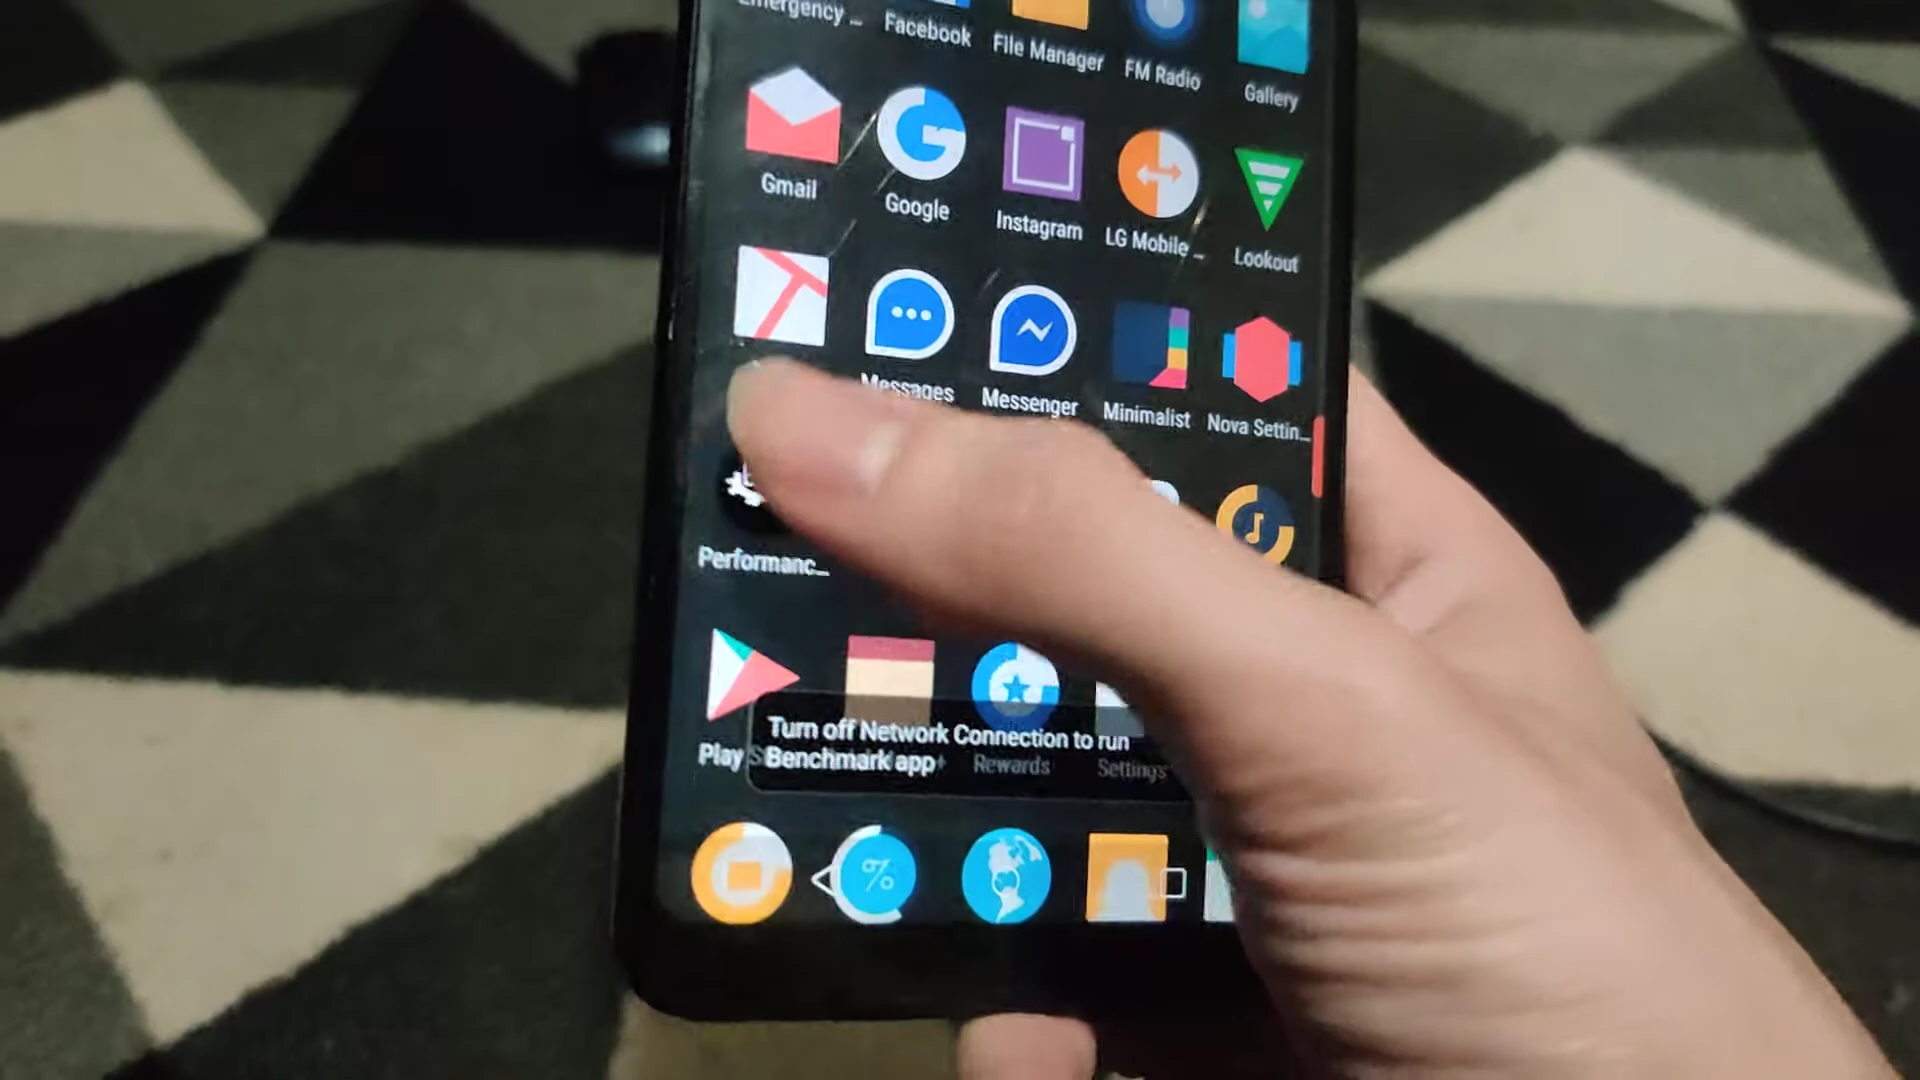 Emergency ...
Facebook
File Manager
FM Radio
Gallery
Gmail
Google
Instagram
LG Mobile ...
Lookout
Messages
Messenger
Minimalist
Nova Settin...
Performanc...
Play
Rewards
Settings
Turn off Network Connection to run
Benchmark app
%